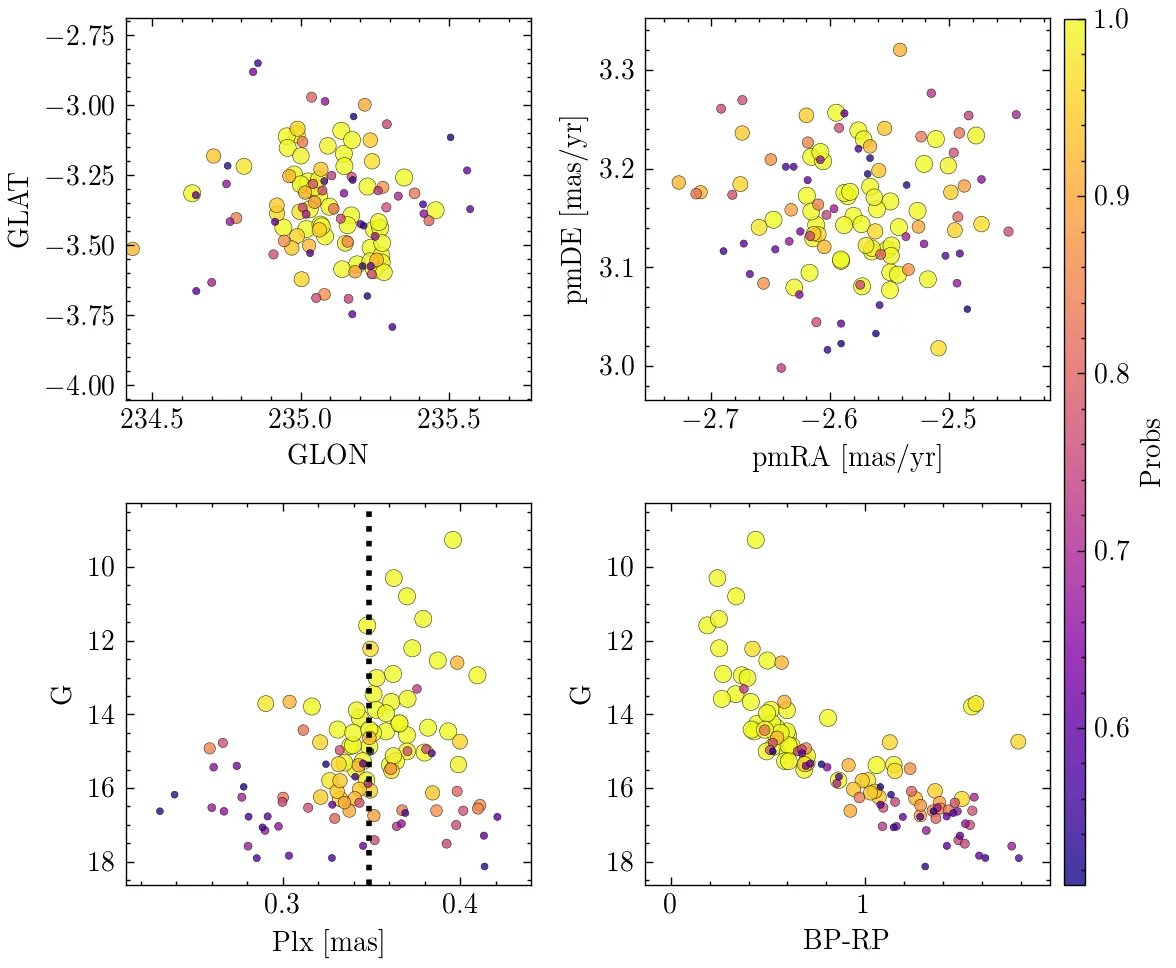 −2.75
−3.00
−3.25
−3.50
−3.75
−4.00
GLAT
234.5 235.0 235.5
GLON
3.3
3.2
3.1
3.0
pmDE [mas/yr]
−2.7 −2.6 −2.5
pmRA [mas/yr]
10
12
14
16
18
G
0.3 0.4
Plx [mas]
10
12
14
16
18
G
0 1
BP-RP
1.0
0.9
0.8
0.7
0.6
Probs